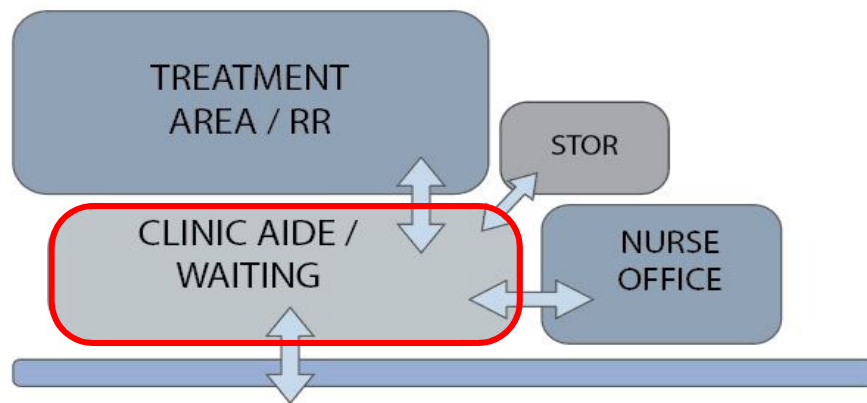 TREATMENT
AREA / RR
STOR
CLINIC AIDE /
WAITING
NURSE
OFFICE